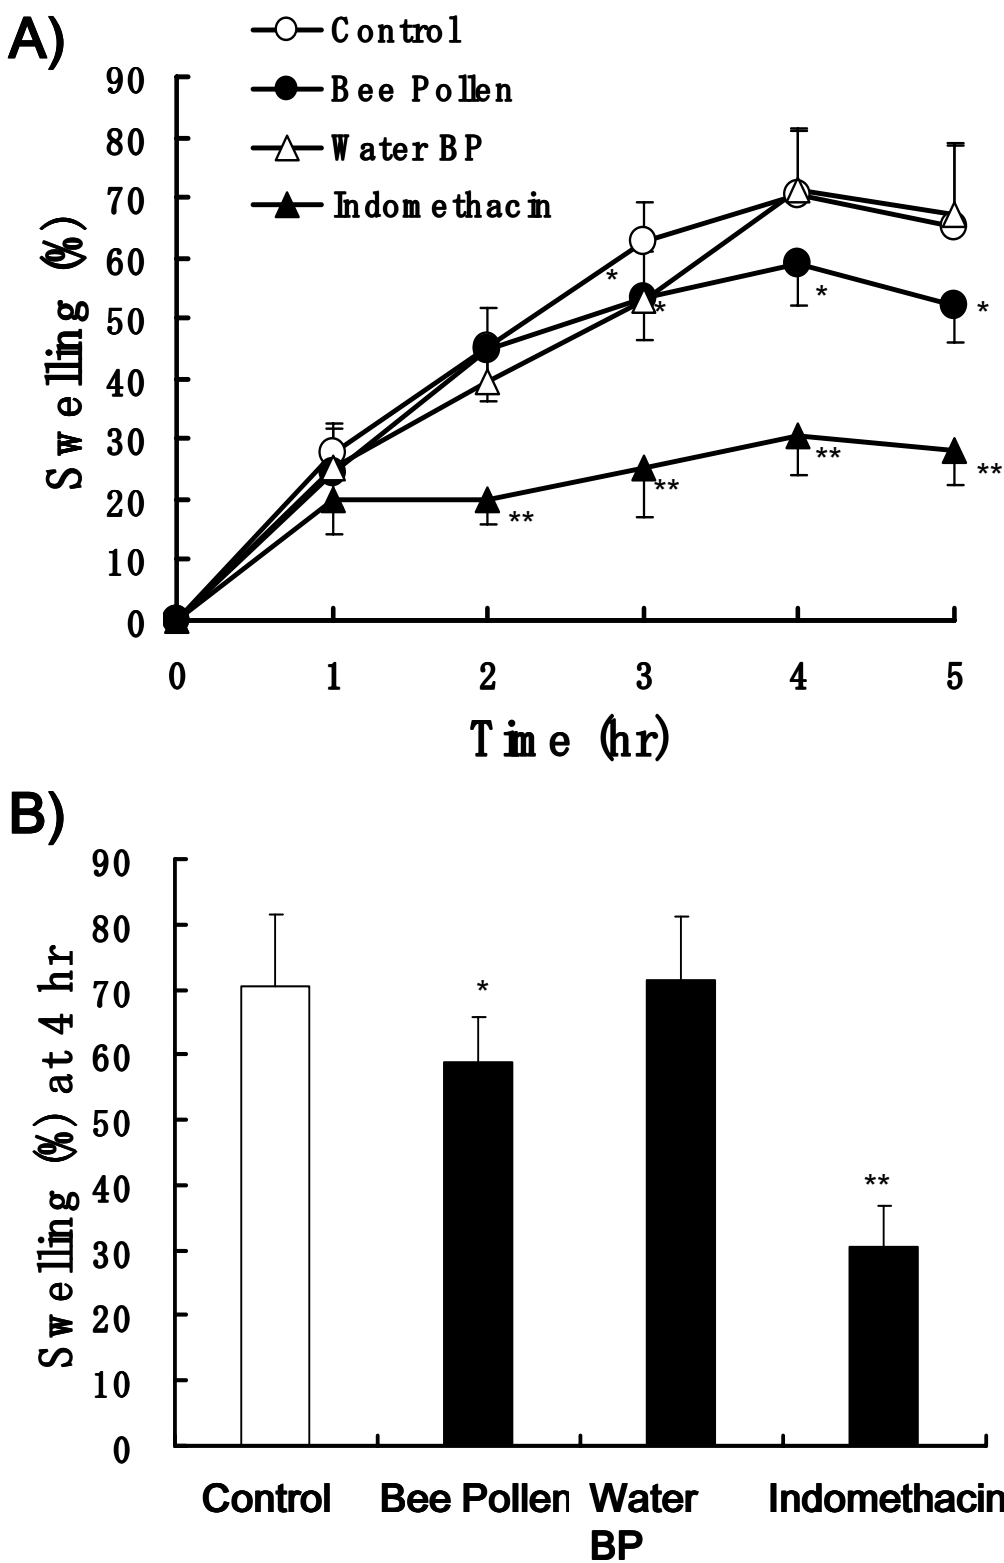 A)
Control
Bee Pollen
Water BP
Indomethacin
90
80
70
60
50
40
30
20
10
0
Swelling (%)
*
*
*
*
**
**
**
**
0 1 2 3 4 5
Time (hr)
B)
90
80
70
60
50
40
30
20
10
0
Swelling (%) at 4 hr
*
**
Control Bee Pollen Water Indomethacin
BP